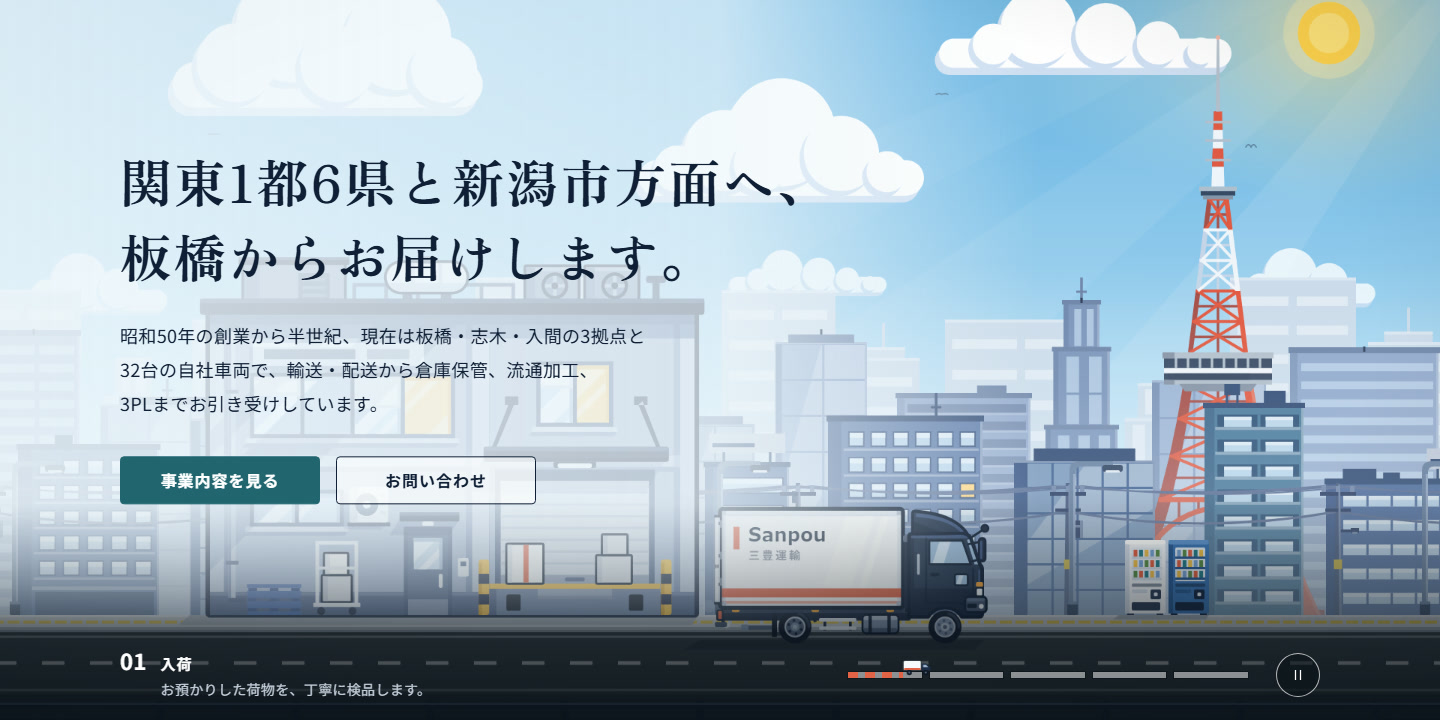 関東1都6県と新潟市方面へ、
板橋からお届けします。
昭和50年の創業から半世紀、現在は板橋・志木・入間の3拠点と
32台の自社車両で、輸送・配送から倉庫保管、流通加工、
3PLまでお引き受けしています。
事業内容を見る
お問い合わせ
Sanpou
三豊運輸
01 入荷
お預かりした荷物を、丁寧に検品します。